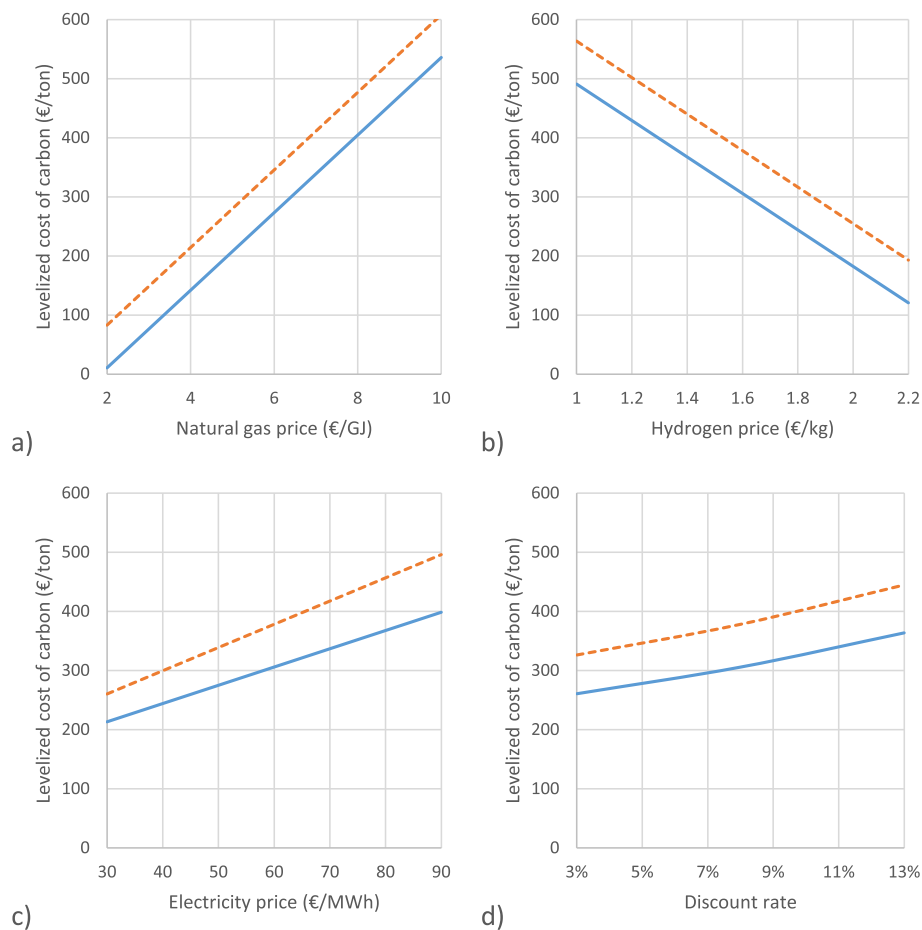 Levelized cost of carbon (€/ton)
600
500
400
300
200
100
0
2 4 6 8 10
Natural gas price (€/GJ)
a)
Levelized cost of carbon (€/ton)
600
500
400
300
200
100
0
1 1.2 1.4 1.6 1.8 2 2.2
Hydrogen price (€/kg)
b)
Levelized cost of carbon (€/ton)
600
500
400
300
200
100
0
30 40 50 60 70 80 90
Electricity price (€/MWh)
c)
Levelized cost of carbon (€/ton)
600
500
400
300
200
100
0
3% 5% 7% 9% 11% 13%
Discount rate
d)